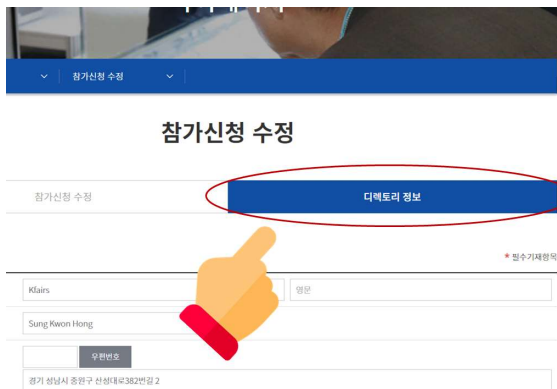 참가신청 수정
참가신청 수정
참가신청 수정 디렉토리 정보
* 필수기재항목
Klairs 영문
Sung Kwon Hong
우편번호
경기 성남시 중원구 산성대로382번길 2